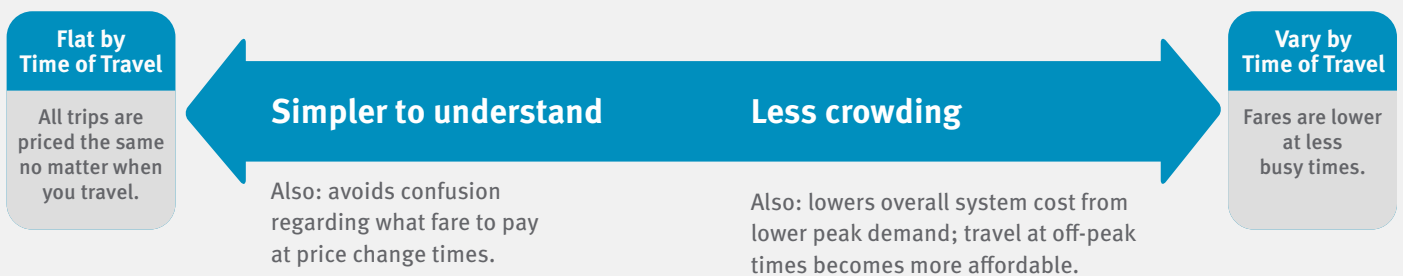 Flat by
Time of Travel
All trips are
priced the same
no matter when
you travel.
Simpler to understand
Also: avoids confusion
regarding what fare to pay
at price change times.
Less crowding
Also: lowers overall system cost from
lower peak demand; travel at off-peak
times becomes more affordable.
Vary by
Time of Travel
Fares are lower
at less
busy times.